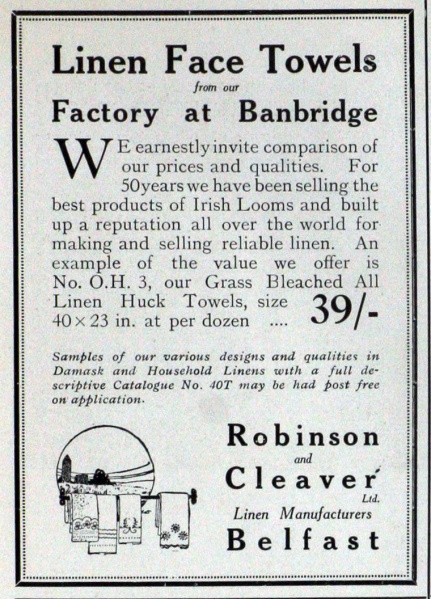 Linen Face Towels
from our
Factory at Banbridge
WE earnestly invite comparison of
our prices and qualities. For
50 years we have been selling the
best products of Irish Looms and built
up a reputation all over the world for
making and selling reliable linen. An
example of the value we offer is
No. O.H. 3, our Grass Bleached All
Linen Huck Towels, size
40 × 23 in. at per dozen .... 39/-
Samples of our various designs and qualities in
Damask and Household Linens with a full de-
scriptive Catalogue No. 40T may be had post free
on application.
Robinson
and
Cleaver
Ltd.
Linen Manufacturers
Belfast